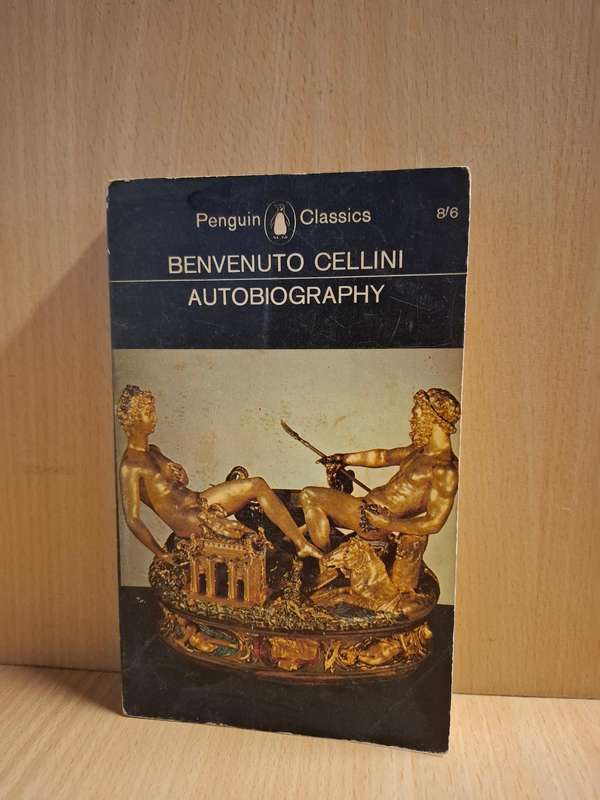 Penguin Classics 8/6
BENVENUTO CELLINI
AUTOBIOGRAPHY